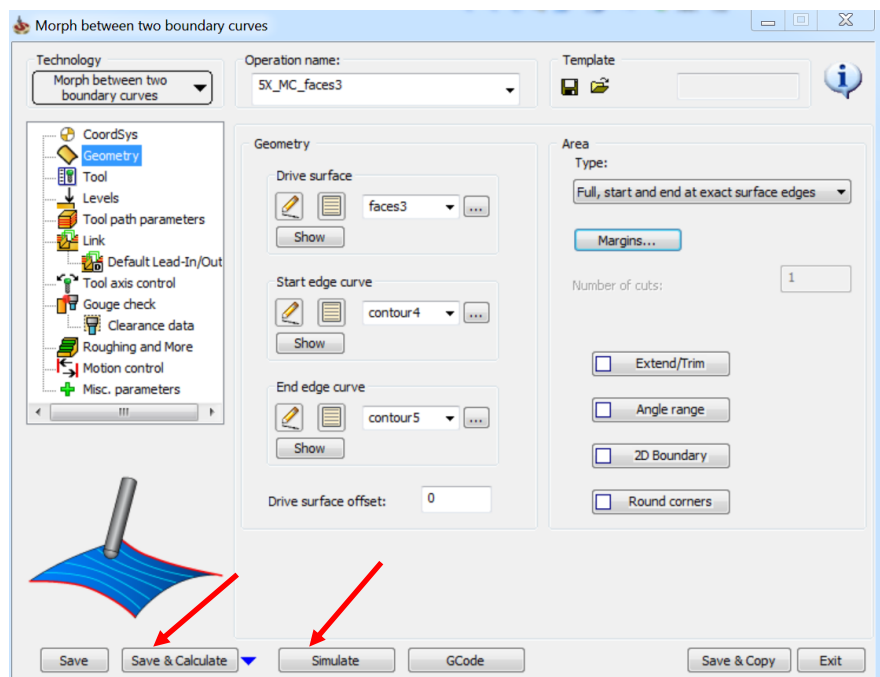 Morph between two boundary curves
Technology
Morph between two
boundary curves
Operation name:
5X_MC_faces3
Template
CoordSys
Geometry
Tool
Levels
Tool path parameters
Link
Default Lead-In/Out
Tool axis control
Gouge check
Clearance data
Roughing and More
Motion control
Misc. parameters
Geometry
Drive surface
faces3
...
Show
Start edge curve
contour4
...
Show
End edge curve
contour5
...
Show
Drive surface offset:
0
Area
Type:
Full, start and end at exact surface edges
Margins...
Number of cuts:
1
Extend/Trim
Angle range
2D Boundary
Round corners
Save
Save & Calculate
Simulate
GCode
Save & Copy
Exit